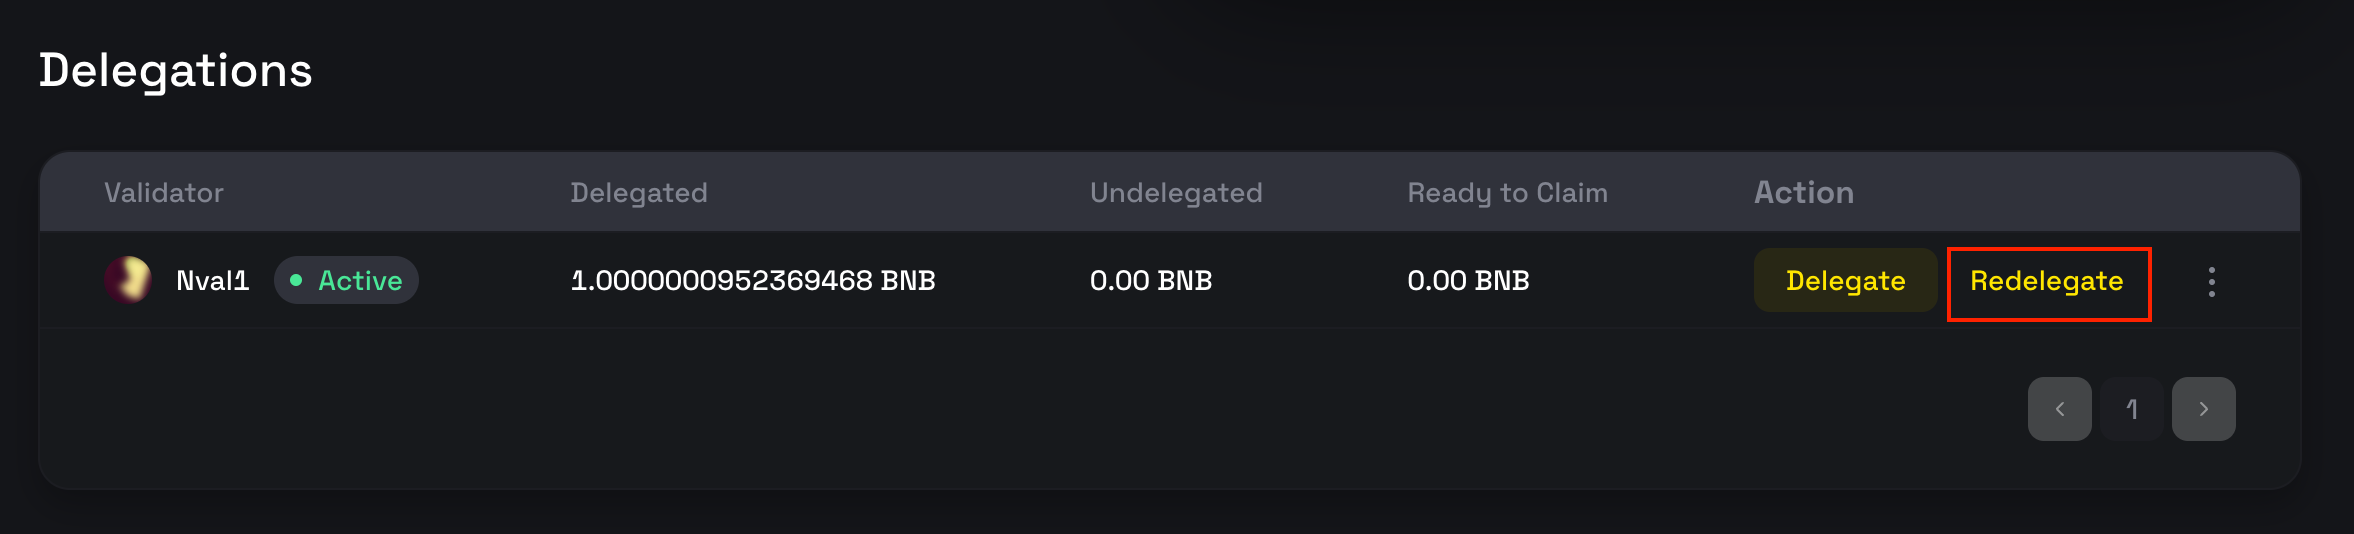 Delegations
Validator Delegated Undelegated Ready to Claim Action
Nval1 Active 1.0000000952369468 BNB 0.00 BNB 0.00 BNB Delegate Redelegate
1